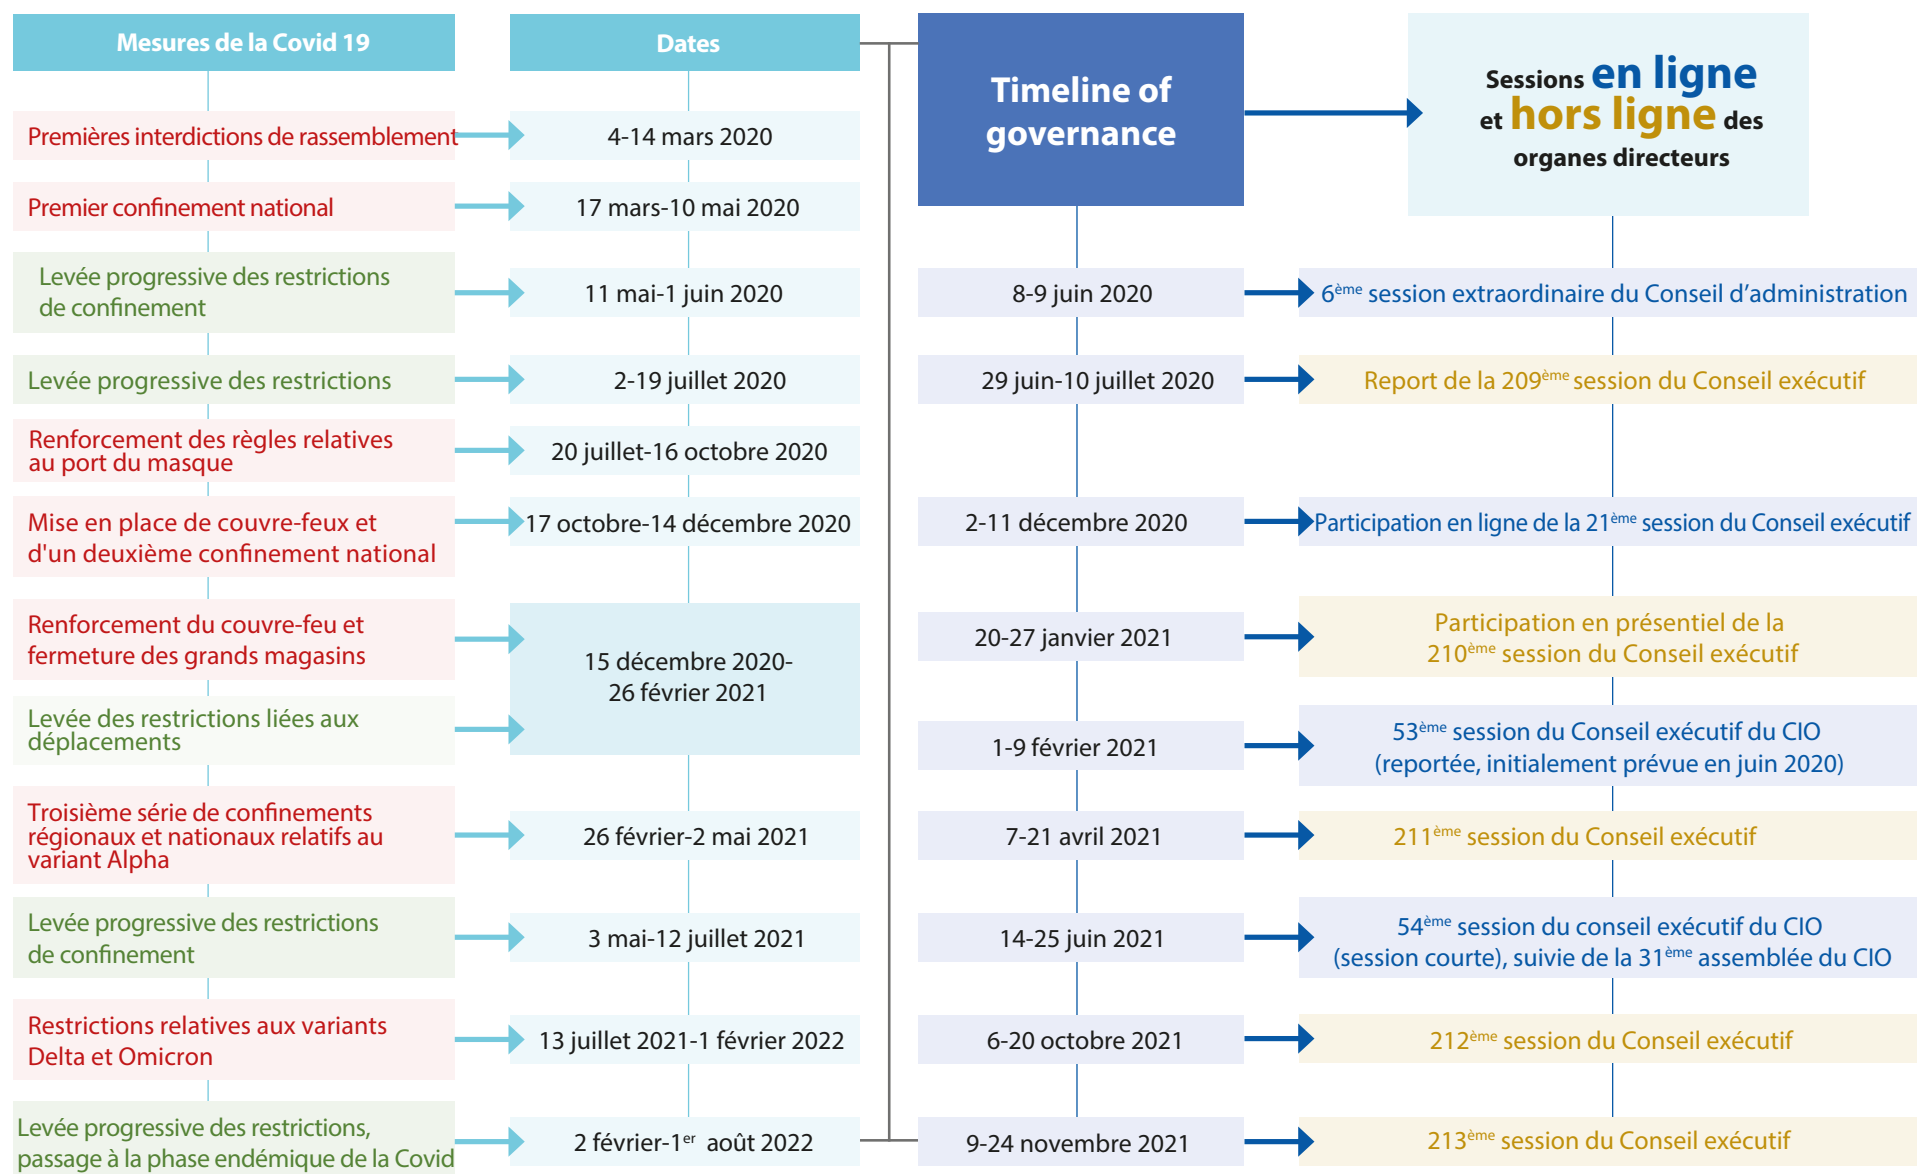 Mesures de la Covid 19
Dates
Timeline of
governance
Sessions en ligne
et hors ligne des
organes directeurs
Premières interdictions de rassemblement
4-14 mars 2020
Premier confinement national
17 mars-10 mai 2020
Levée progressive des restrictions
de confinement
11 mai-1 juin 2020
8-9 juin 2020
6ème session extraordinaire du Conseil d’administration
Levée progressive des restrictions
2-19 juillet 2020
29 juin-10 juillet 2020
Report de la 209ème session du Conseil exécutif
Renforcement des règles relatives
au port du masque
20 juillet-16 octobre 2020
Mise en place de couvre-feux et
d'un deuxième confinement national
17 octobre-14 décembre 2020
2-11 décembre 2020
Participation en ligne de la 21ème session du Conseil exécutif
Renforcement du couvre-feu et
fermeture des grands magasins
15 décembre 2020-
26 février 2021
20-27 janvier 2021
Participation en présentiel de la
210ème session du Conseil exécutif
Levée des restrictions liées aux
déplacements
1-9 février 2021
53ème session du Conseil exécutif du CIO
(reportée, initialement prévue en juin 2020)
Troisième série de confinements
régionaux et nationaux relatifs au
variant Alpha
26 février-2 mai 2021
7-21 avril 2021
211ème session du Conseil exécutif
Levée progressive des restrictions
de confinement
3 mai-12 juillet 2021
14-25 juin 2021
54ème session du conseil exécutif du CIO
(session courte), suivie de la 31ème assemblée du CIO
Restrictions relatives aux variants
Delta et Omicron
13 juillet 2021-1 février 2022
6-20 octobre 2021
212ème session du Conseil exécutif
Levée progressive des restrictions,
passage à la phase endémique de la Covid
2 février-1er août 2022
9-24 novembre 2021
213ème session du Conseil exécutif